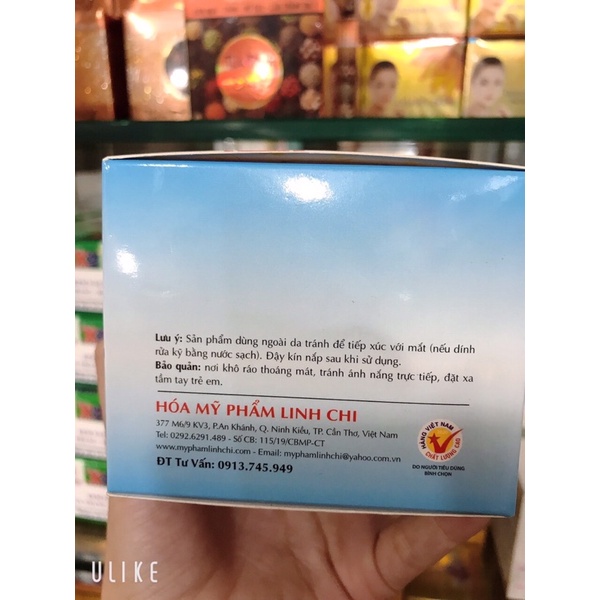 Lưu ý: Sản phẩm dùng ngoài da tránh để tiếp xúc với mắt (nếu dính
rửa kỹ bằng nước sạch). Đậy kín nắp sau khi sử dụng.
Bảo quản: nơi khô ráo thoáng mát, tránh ánh nắng trực tiếp, đặt xa
tầm tay trẻ em.
HÓA MỸ PHẨM LINH CHI
377 M6/9 KV3, P.An Khánh, Q. Ninh Kiều, TP. Cần Thơ, Việt Nam
Tel: 0292.6291.489 - Số CB: 115/19/CBMP-CT
www.myphamlinhchi.com - Email: myphamlinhchi@yahoo.com.vn
ĐT Tư Vấn: 0913.745.949
HÀNG VIỆT NAM
CHẤT LƯỢNG CAO
DO NGƯỜI TIÊU DÙNG
BÌNH CHỌN
ULIKE